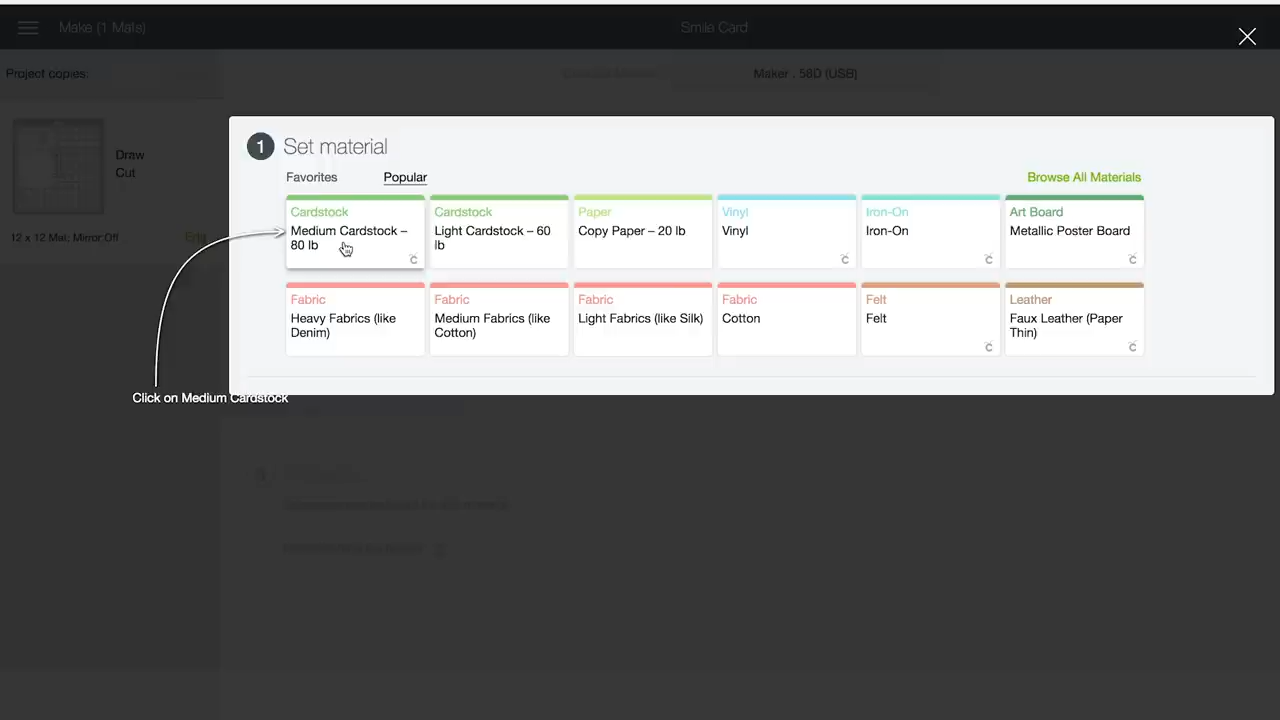 Make (1 Mats)
Smile Card
Project copies:
Maker . 58D (USB)
Draw
Cut
12 x 12 Mat; Mirror Off
Edit
1 Set material
Favorites
Popular
Browse All Materials
Cardstock
Medium Cardstock –
80 lb
Cardstock
Light Cardstock – 60
lb
Paper
Copy Paper – 20 lb
Vinyl
Vinyl
Iron-On
Iron-On
Art Board
Metallic Poster Board
Fabric
Heavy Fabrics (like
Denim)
Fabric
Medium Fabrics (like
Cotton)
Fabric
Light Fabrics (like Silk)
Fabric
Cotton
Felt
Felt
Leather
Faux Leather (Paper
Thin)
Click on Medium Cardstock